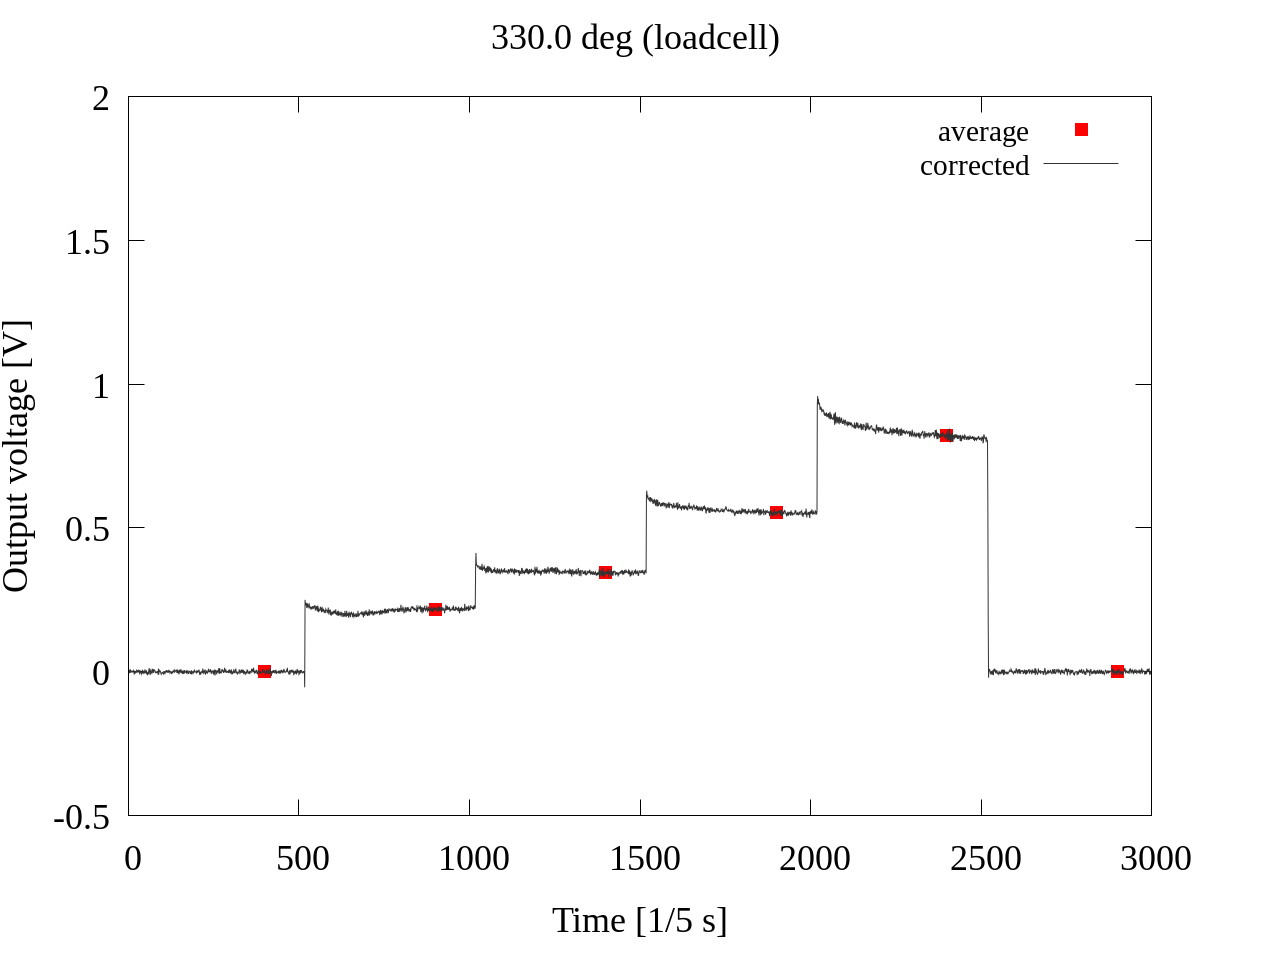 330.0 deg (loadcell)
average
corrected
2
1.5
1
0.5
0
-0.5
Output voltage [V]
0 500 1000 1500 2000 2500 3000
Time [1/5 s]